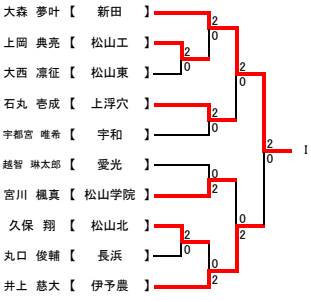 大森 夢叶 【 新田 】
2
上岡 典亮 【 松山工 】
2
0
0
大西 凛征 【 松山東 】
2
0
石丸 壱成 【 上浮穴 】
2
0
宇都宮 唯希 【 宇和 】
2
0
I
越智 琳太郎 【 愛光 】
0
2
宮川 楓真 【 松山学院 】
0
2
久保 翔 【 松山北 】
2
0
丸口 俊輔 【 長浜 】
0
2
井上 慈大 【 伊予農 】